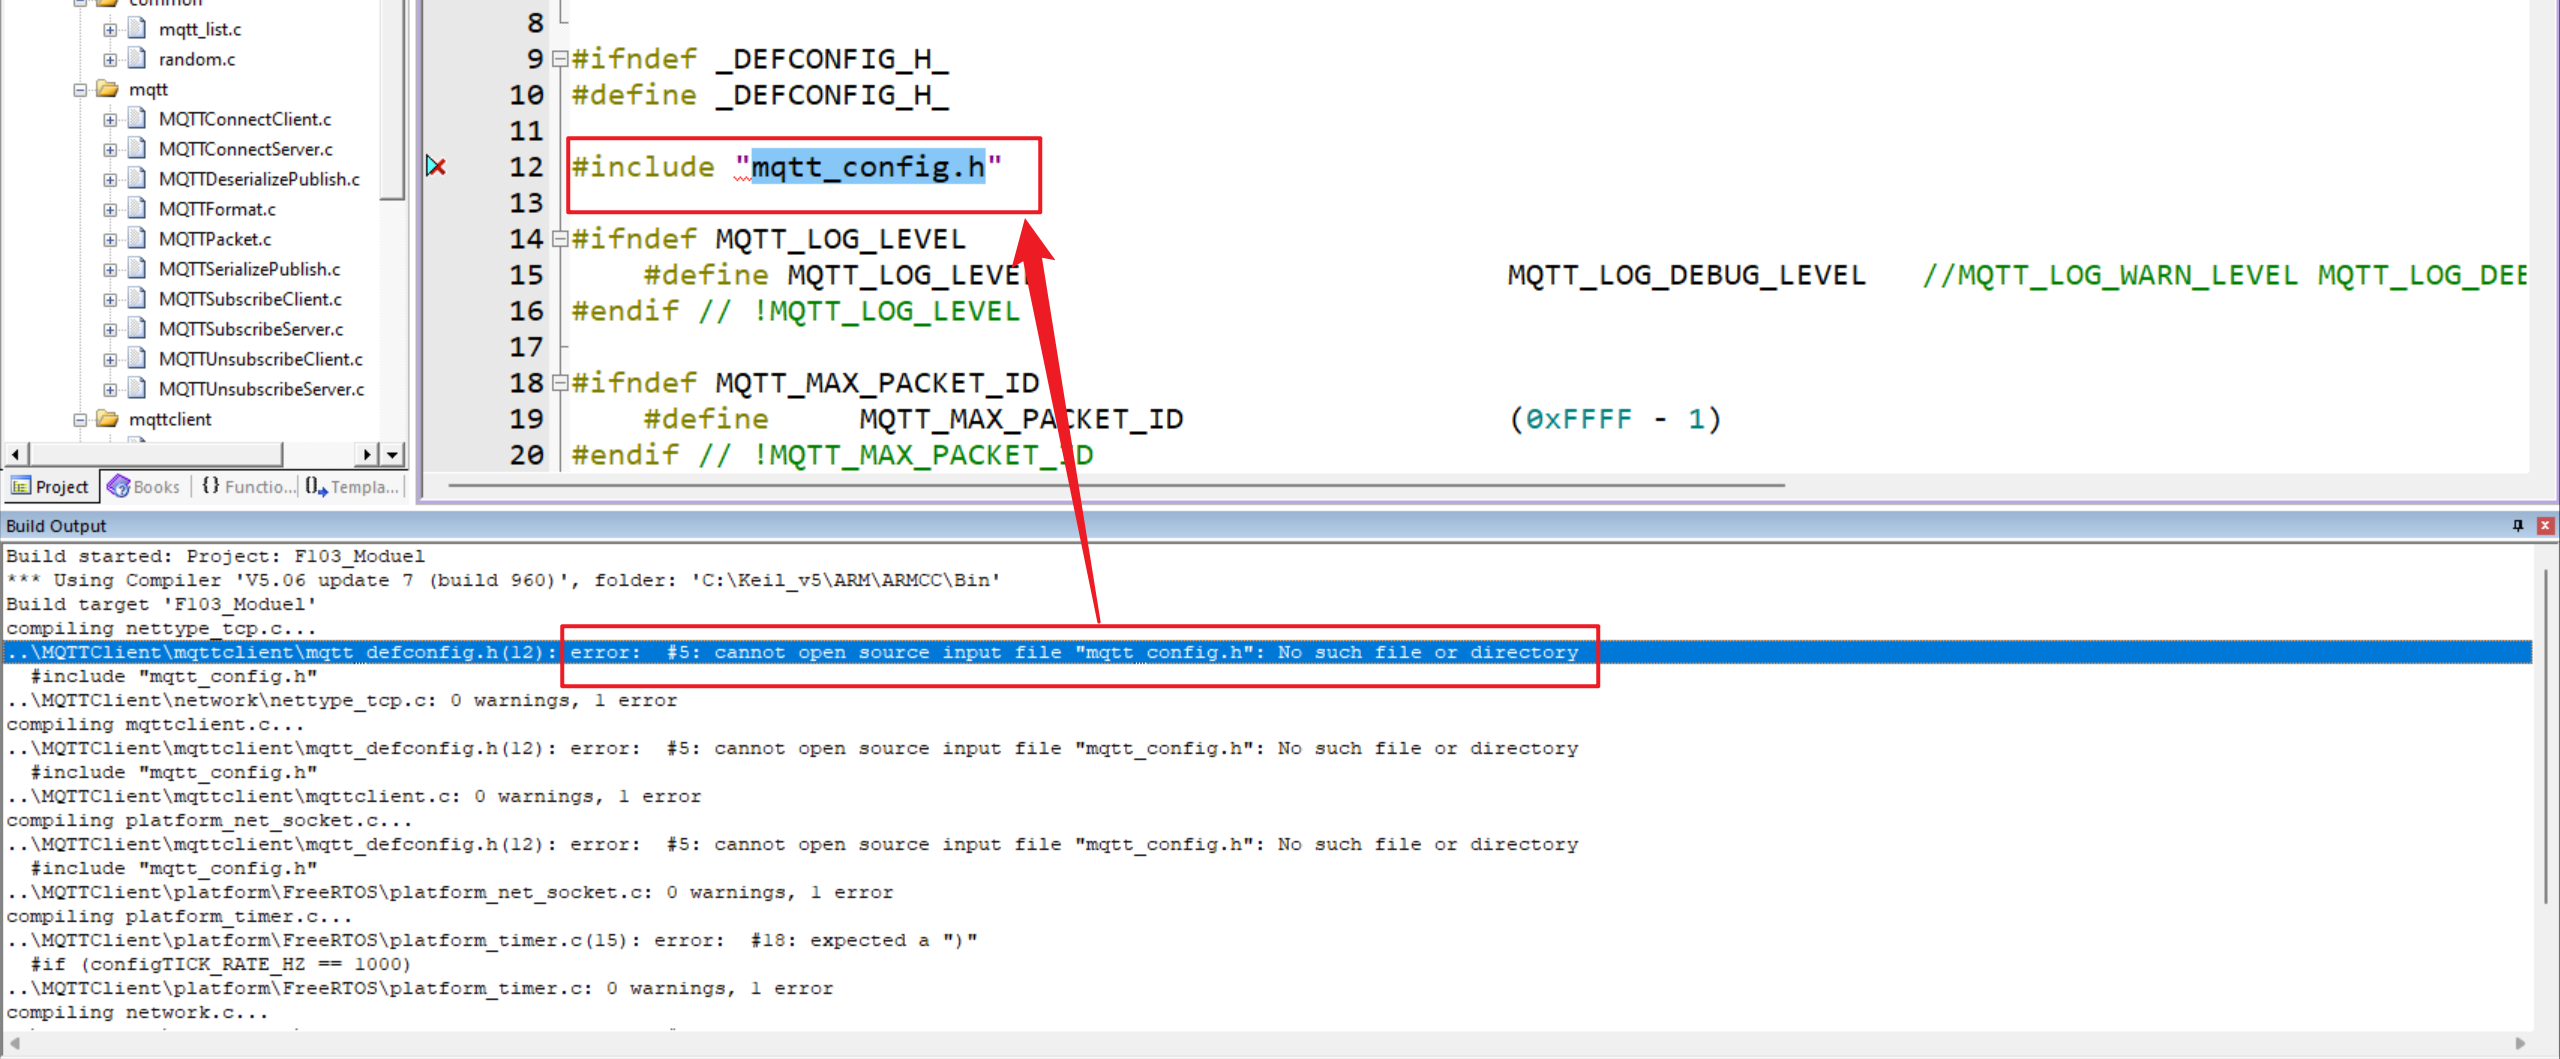 common
mqtt_list.c
random.c
mqtt
MQTTConnectClient.c
MQTTConnectServer.c
MQTTDeserializePublish.c
MQTTFormat.c
MQTTPacket.c
MQTTSerializePublish.c
MQTTSubscribeClient.c
MQTTSubscribeServer.c
MQTTUnsubscribeClient.c
MQTTUnsubscribeServer.c
mqttclient
Project Books {} Functio... Templa...
8
9 #ifndef _DEFCONFIG_H_
10 #define _DEFCONFIG_H_
11
12 #include "mqtt_config.h"
13
14 #ifndef MQTT_LOG_LEVEL
15 #define MQTT_LOG_LEVEL MQTT_LOG_DEBUG_LEVEL //MQTT_LOG_WARN_LEVEL MQTT_LOG_DEE
16 #endif // !MQTT_LOG_LEVEL
17
18 #ifndef MQTT_MAX_PACKET_ID
19 #define MQTT_MAX_PACKET_ID (0xFFFF - 1)
20 #endif // !MQTT_MAX_PACKET_ID
Build Output
Build started: Project: F103_Moduel
*** Using Compiler 'V5.06 update 7 (build 960)', folder: 'C:\Keil_v5\ARM\ARMCC\Bin'
Build target 'F103_Moduel'
compiling nettype_tcp.c...
..\MQTTClient\mqttclient\mqtt_defconfig.h(12): error:  #5: cannot open source input file "mqtt_config.h": No such file or directory
#include "mqtt_config.h"
..\MQTTClient\network\nettype_tcp.c: 0 warnings, 1 error
compiling mqttclient.c...
..\MQTTClient\mqttclient\mqtt_defconfig.h(12): error:  #5: cannot open source input file "mqtt_config.h": No such file or directory
#include "mqtt_config.h"
..\MQTTClient\mqttclient\mqttclient.c: 0 warnings, 1 error
compiling platform_net_socket.c...
..\MQTTClient\mqttclient\mqtt_defconfig.h(12): error:  #5: cannot open source input file "mqtt_config.h": No such file or directory
#include "mqtt_config.h"
..\MQTTClient\platform\FreeRTOS\platform_net_socket.c: 0 warnings, 1 error
compiling platform_timer.c...
..\MQTTClient\platform\FreeRTOS\platform_timer.c(15): error:  #18: expected a ")"
#if (configTICK_RATE_HZ == 1000)
..\MQTTClient\platform\FreeRTOS\platform_timer.c: 0 warnings, 1 error
compiling network.c...